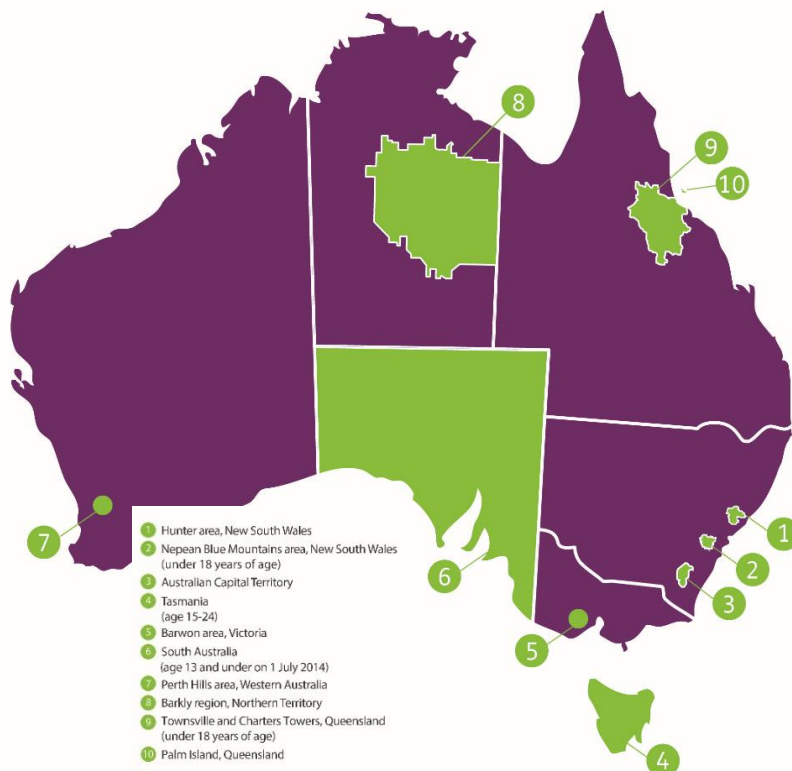 8
9
10
7
6
5
1
2
3
4
1 Hunter area, New South Wales
2 Nepean Blue Mountains area, New South Wales
(under 18 years of age)
3 Australian Capital Territory
4 Tasmania
(age 15-24)
5 Barwon area, Victoria
6 South Australia
(age 13 and under on 1 July 2014)
7 Perth Hills area, Western Australia
8 Barkly region, Northern Territory
9 Townsville and Charters Towers, Queensland
(under 18 years of age)
10 Palm Island, Queensland